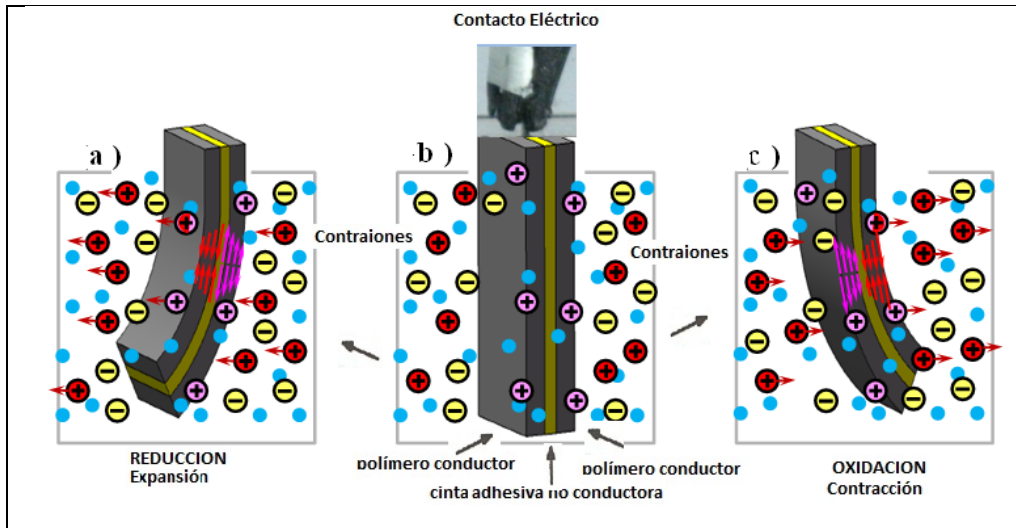 Contacto Eléctrico
a )
b )
c )
Contraiones
Contraiones
REDUCCION
Expansión
polímero conductor
polímero conductor
cinta adhesiva no conductora
OXIDACION
Contracción